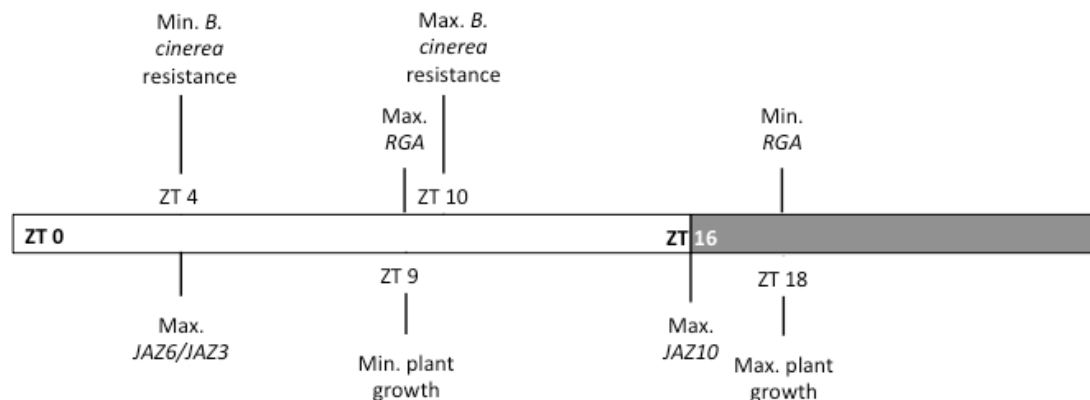 Min. B.
cinerea
resistance
Max. B.
cinerea
resistance
Max.
RGA
Min.
RGA
ZT 4
ZT 10
ZT 0
ZT 16
ZT 9
ZT 18
Max.
JAZ6/JAZ3
Min. plant
growth
Max.
JAZ10
Max. plant
growth